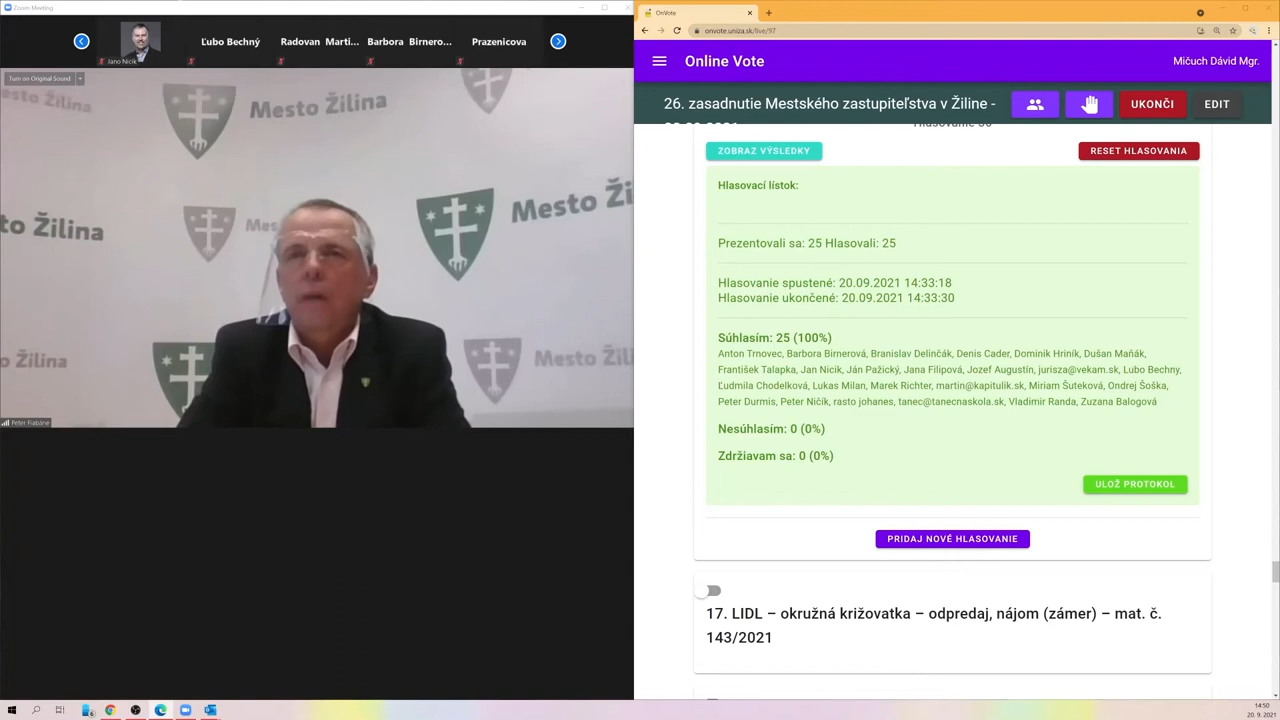 Zoom Meeting
OnVote
onvote.uniza.sk/live/97
Ľubo Bechný
Radovan
Marti...
Barbora
Birnero...
Prazenicova
Jano Nicik
Turn on Original Sound
Mesto Žilina
Mesto Ži
sto Žilina
Mes
Mesto Žilina
to Žilina
Peter Fiabáne
Online Vote
Mičuch Dávid Mgr.
26. zasadnutie Mestského zastupiteľstva v Žiline -
UKONČI
EDIT
ZOBRAZ VÝSLEDKY
RESET HLASOVANIA
Hlasovací lístok:
Prezentovali sa: 25 Hlasovali: 25
Hlasovanie spustené: 20.09.2021 14:33:18
Hlasovanie ukončené: 20.09.2021 14:33:30
Súhlasím: 25 (100%)
Anton Trnovec, Barbora Birnerová, Branislav Delinčák, Denis Cader, Dominik Hriník, Dušan Maňák,
František Talapka, Jan Nicik, Ján Pažický, Jana Filipová, Jozef Augustín, jurisza@vekam.sk, Lubo Bechny,
Ľudmila Chodelková, Lukas Milan, Marek Richter, martin@kapitulik.sk, Miriam Šuteková, Ondrej Šoška,
Peter Durmis, Peter Ničík, rasto johanes, tanec@tanecnaskola.sk, Vladimir Randa, Zuzana Balogová
Nesúhlasím: 0 (0%)
Zdržiavam sa: 0 (0%)
ULOŽ PROTOKOL
PRIDAJ NOVÉ HLASOVANIE
17. LIDL – okružná križovatka – odpredaj, nájom (zámer) – mat. č.
143/2021
14:50
20. 9. 2021